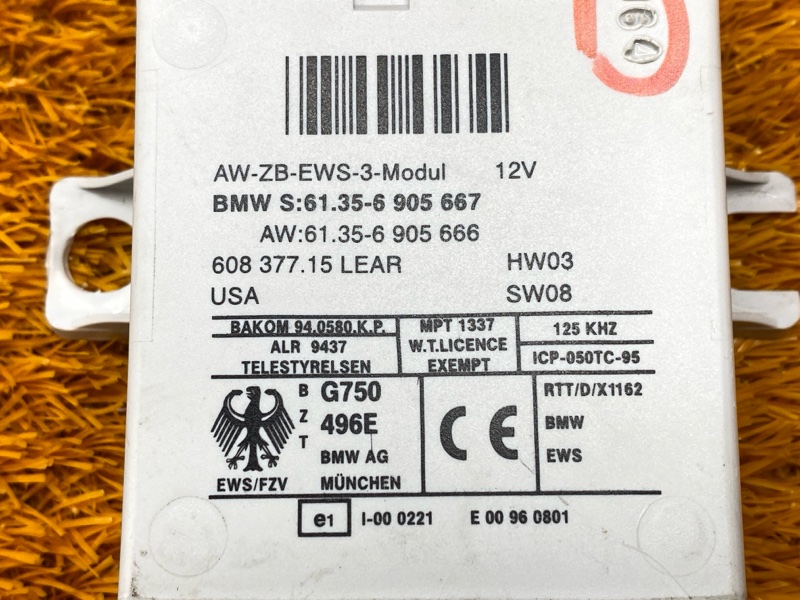 AW-ZB-EWS-3-Modul 12V
BMW S:61.35-6 905 667
AW:61.35-6 905 666
608 377.15 LEAR HW03
USA SW08
BAKOM 94.0580.K.P. MPT 1337 125 KHZ
ALR 9437 W.T.LICENCE ICP-050TC-95
TELESTYRELSEN EXEMPT
B G750 RTT/D/X1162
Z 496E CE BMW
T BMW AG EWS
EWS/FZV MÜNCHEN
e1 I-00 0221 E 00 96 0801